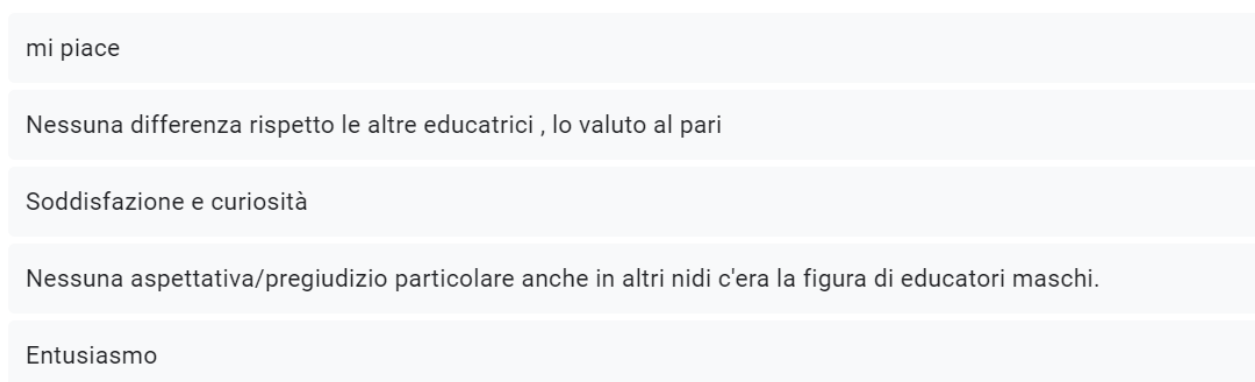 mi piace
Nessuna differenza rispetto le altre educatrici , lo valuto al pari
Soddisfazione e curiosità
Nessuna aspettativa/pregiudizio particolare anche in altri nidi c'era la figura di educatori maschi.
Entusiasmo